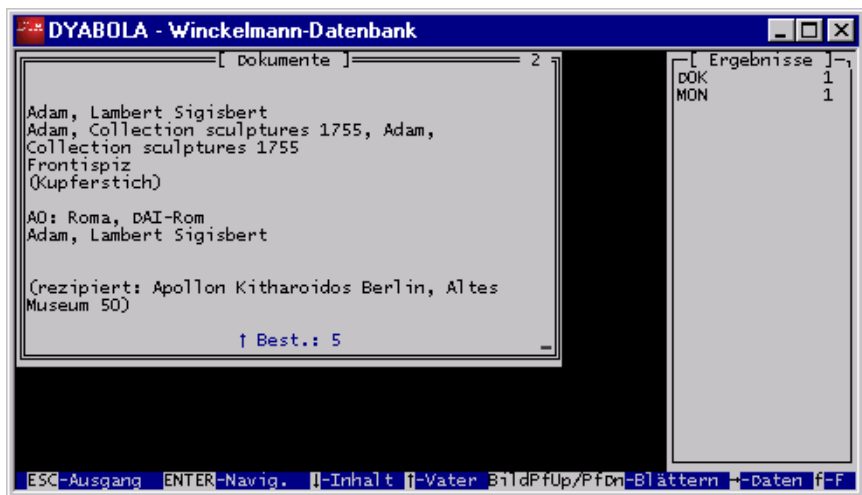 DYABOLA - Winckelmann-Datenbank
[ Dokumente ] 2
Adam, Lambert Sigisbert
Adam, Collection sculptures 1755, Adam,
Collection sculptures 1755
Frontispiz
(Kupferstich)
AO: Roma, DAI-Rom
Adam, Lambert Sigisbert
(rezipiert: Apollon Kitharoidos Berlin, Altes
Museum 50)
↑ Best.: 5
[ Ergebnisse ]
DOK 1
MON 1
ESC-Ausgang ENTER-Navig. ↓-Inhalt ↑-Vater BildPfUp/PfDn-Blättern →-Daten f-F